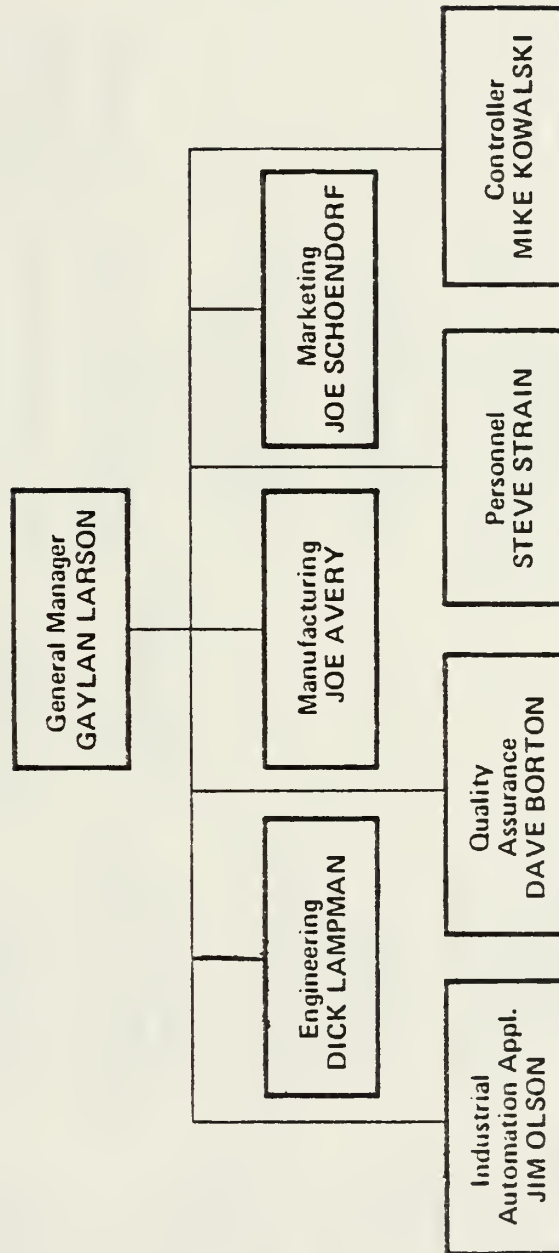 General Manager
GAYLAN LARSON
Engineering
DICK LAMPMAN
Manufacturing
JOE AVERY
Marketing
JOE SCHOENDORF
Industrial
Automation Appl.
JIM OLSON
Quality
Assurance
DAVE BORTON
Personnel
STEVE STRAIN
Controller
MIKE KOWALSKI